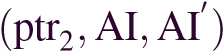 (ptr₂, AI, AI′)